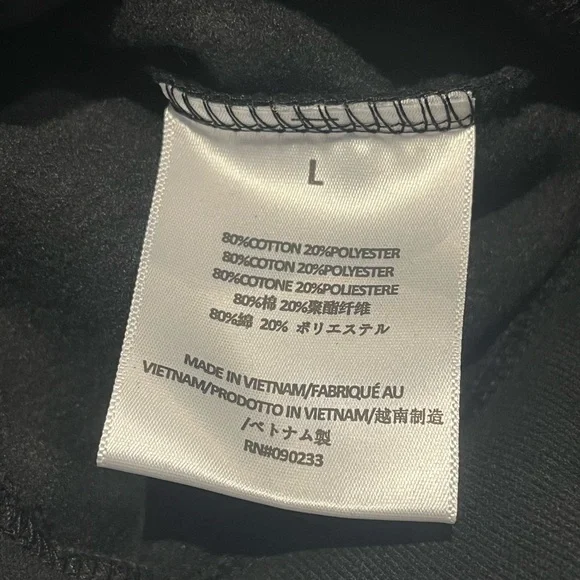 L
80%COTTON 20%POLYESTER
80%COTON 20%POLYESTER
80%COTONE 20%POLIESTERE
80%棉 20%聚酯纤维
80%綿 20% ポリエステル
MADE IN VIETNAM/FABRIQUÉ AU
VIETNAM/PRODOTTO IN VIETNAM/越南制造
/ベトナム製
RN#090233